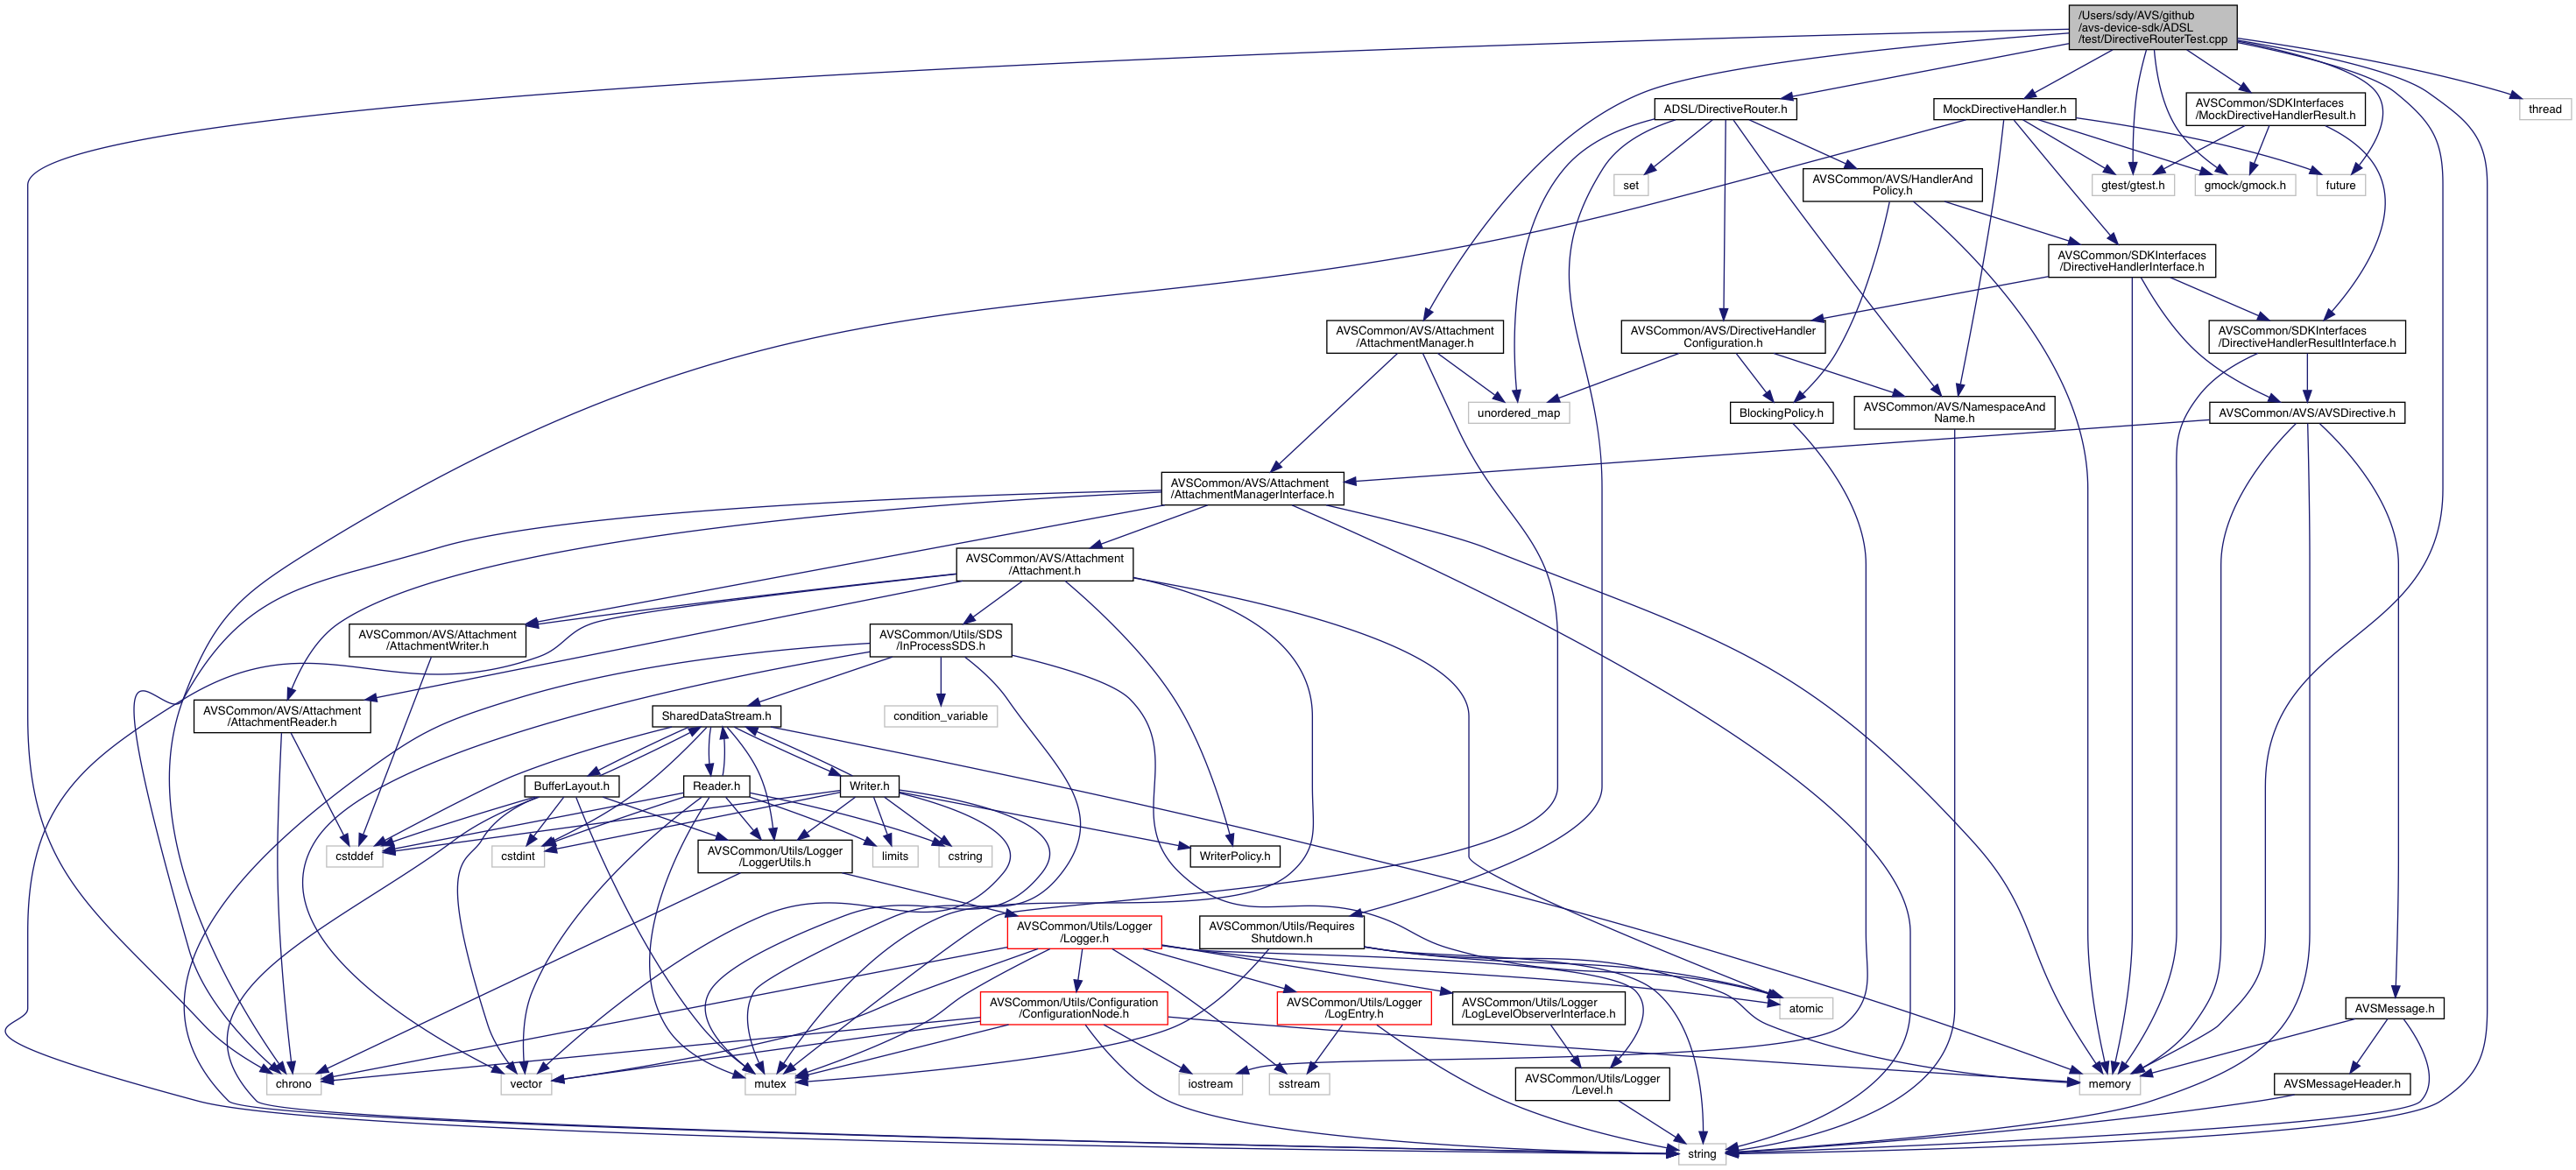 /Users/sdy/AVS/github
/avs-device-sdk/ADSL
/test/DirectiveRouterTest.cpp
ADSL/DirectiveRouter.h
MockDirectiveHandler.h
AVSCommon/SDKInterfaces
/MockDirectiveHandlerResult.h
thread
set
AVSCommon/AVS/HandlerAnd
Policy.h
gtest/gtest.h
gmock/gmock.h
future
AVSCommon/SDKInterfaces
/DirectiveHandlerInterface.h
AVSCommon/AVS/Attachment
/AttachmentManager.h
AVSCommon/AVS/DirectiveHandler
Configuration.h
AVSCommon/SDKInterfaces
/DirectiveHandlerResultInterface.h
unordered_map
BlockingPolicy.h
AVSCommon/AVS/NamespaceAnd
Name.h
AVSCommon/AVS/AVSDirective.h
AVSCommon/AVS/Attachment
/AttachmentManagerInterface.h
AVSCommon/AVS/Attachment
/Attachment.h
AVSCommon/AVS/Attachment
/AttachmentWriter.h
AVSCommon/Utils/SDS
/InProcessSDS.h
AVSCommon/AVS/Attachment
/AttachmentReader.h
SharedDataStream.h
condition_variable
BufferLayout.h
Reader.h
Writer.h
cstddef
cstdint
AVSCommon/Utils/Logger
/LoggerUtils.h
limits
cstring
WriterPolicy.h
AVSCommon/Utils/Logger
/Logger.h
AVSCommon/Utils/Requires
Shutdown.h
AVSCommon/Utils/Configuration
/ConfigurationNode.h
AVSCommon/Utils/Logger
/LogEntry.h
AVSCommon/Utils/Logger
/LogLevelObserverInterface.h
atomic
AVSMessage.h
chrono
vector
mutex
iostream
sstream
AVSCommon/Utils/Logger
/Level.h
memory
AVSMessageHeader.h
string